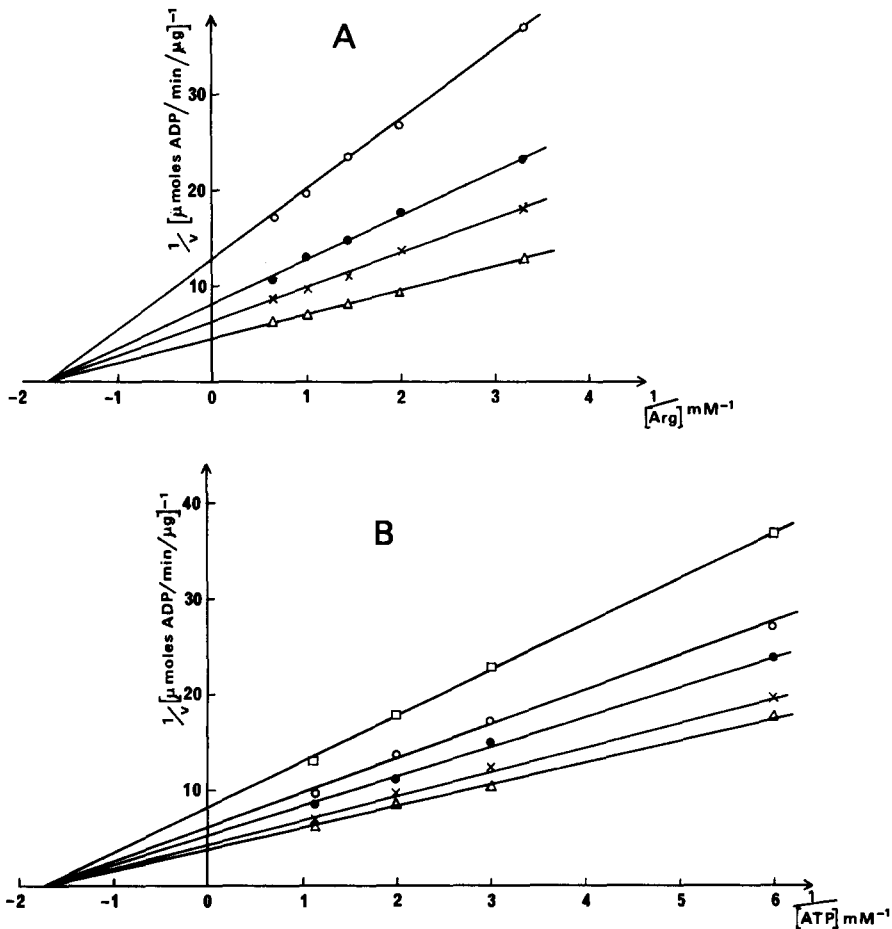 A
1/v [μmoles ADP/min/μg]⁻¹
30
20
10
-2 -1 0 1 2 3 4
1/[Arg] mM⁻¹
B
1/v [μmoles ADP/min/μg]⁻¹
40
30
20
10
-2 -1 0 1 2 3 4 5 6
1/[ATP] mM⁻¹